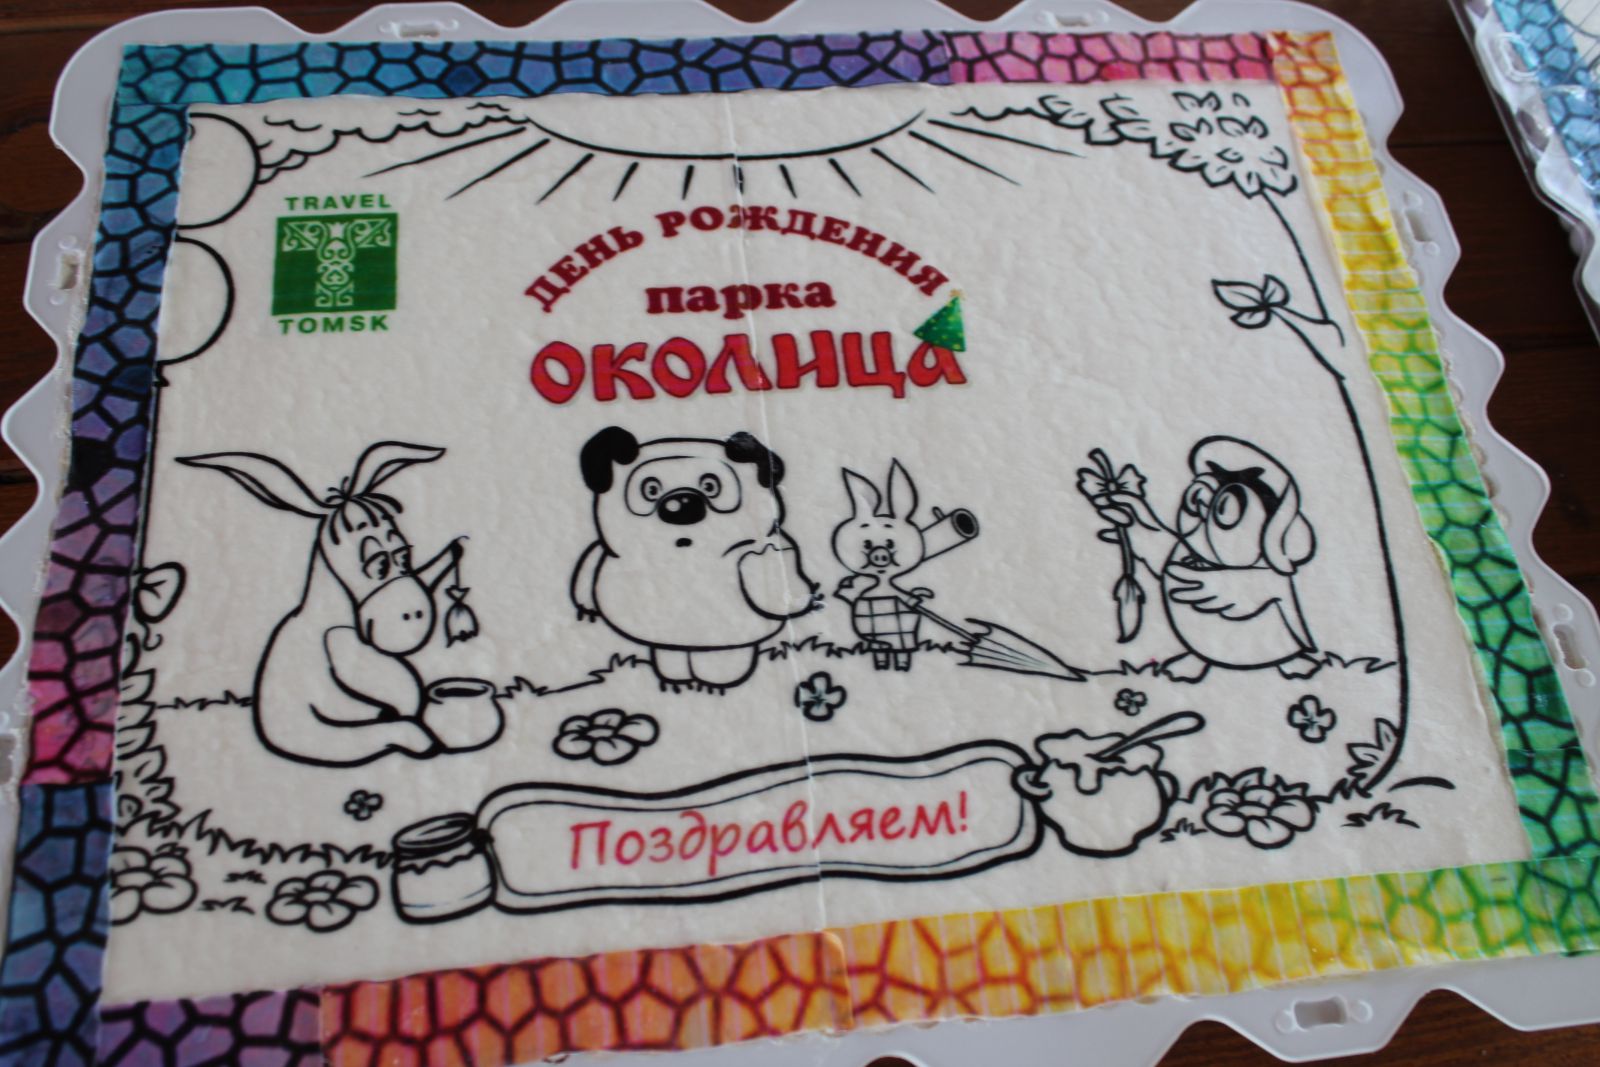 TRAVEL
TOMSK
ДЕНЬ РОЖДЕНИЯ
парка
ОКОЛИЦА
Поздравляем!